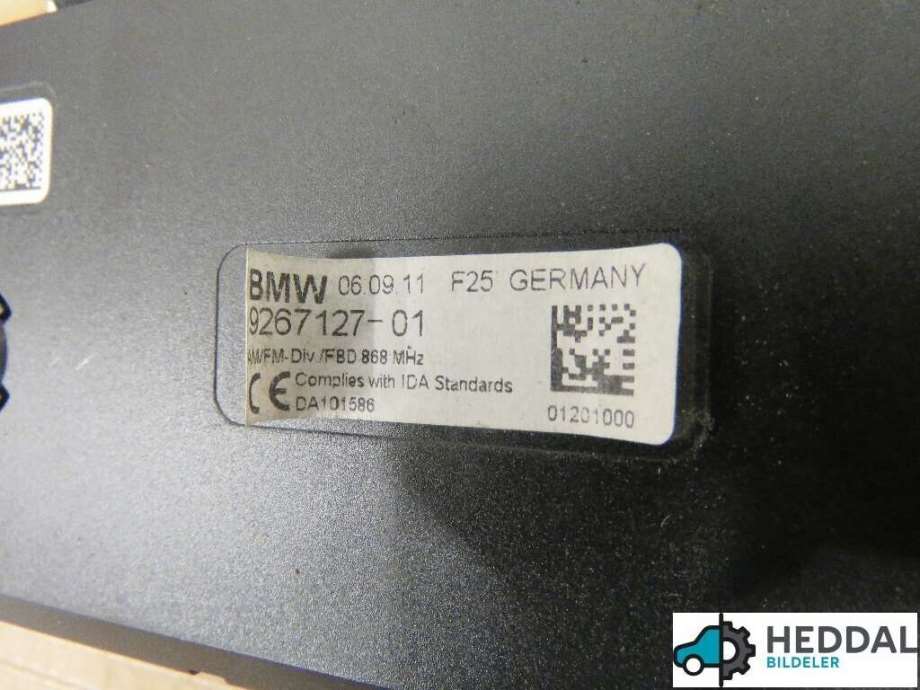 BMW 06.09.11 F25 GERMANY
9267127-01
AM/FM-Div./FBD 868 MHz
CE Complies with IDA Standards
DA101586
01201000
HEDDAL
BILDELER